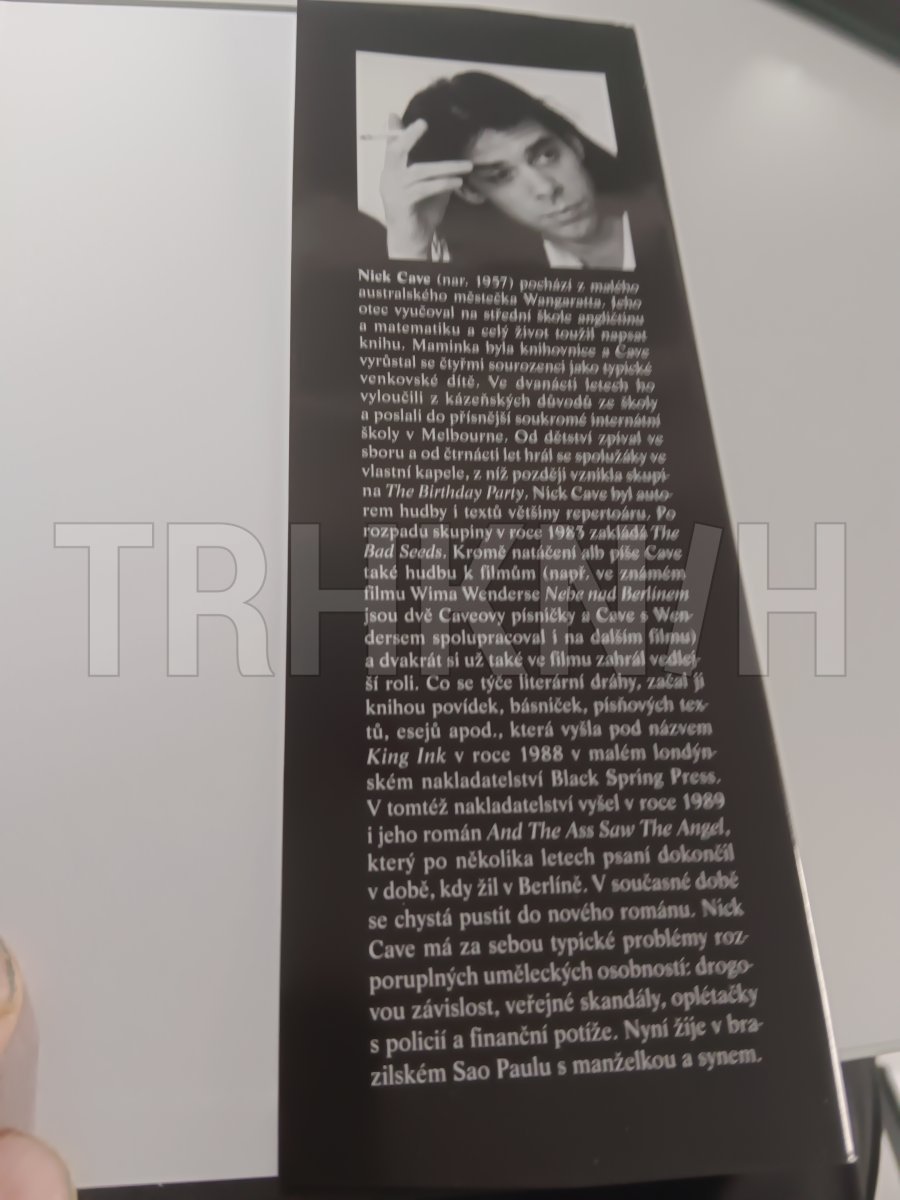 Nick Cave (nar. 1957) pochází z malého
australského městečka Wangaratta. Jeho
otec vyučoval na střední škole angličtinu
a matematiku a celý život toužil napsat
knihu. Maminka byla knihovnice a Cave
vyrůstal se čtyřmi sourozenci jako typické
venkovské dítě. Ve dvanácti letech ho
vyloučili z kázeňských důvodů ze školy
a poslali do přísnější soukromé internátní
školy v Melbourne. Od dětství zpíval ve
sboru a od čtrnácti let hrál se spolužáky ve
vlastní kapele, z níž později vznikla skupi-
na The Birthday Party. Nick Cave byl auto-
rem hudby i textů většiny repertoáru. Po
rozpadu skupiny v roce 1983 zakládá The
Bad Seeds. Kromě natáčení alb píše Cave
také hudbu k filmům (např. ve známém
filmu Wima Wenderse Nebe nad Berlínem
jsou dvě Caveovy písničky a Cave s Wen-
dersem spolupracoval i na dalším filmu)
a dvakrát si už také ve filmu zahrál vedlej-
ší roli. Co se týče literární dráhy, začal ji
knihou povídek, básniček, písňových tex-
tů, esejů apod., která vyšla pod názvem
King Ink v roce 1988 v malém londýn-
ském nakladatelství Black Spring Press.
V tomtéž nakladatelství vyšel v roce 1989
i jeho román And The Ass Saw The Angel,
který po několika letech psaní dokončil
v době, kdy žil v Berlíně. V současné době
se chystá pustit do nového románu. Nick
Cave má za sebou typické problémy roz-
poruplných uměleckých osobností: drogo-
vou závislost, veřejné skandály, oplétačky
s policií a finanční potíže. Nyní žije v bra-
zilském Sao Paulu s manželkou a synem.
TRHKN/H